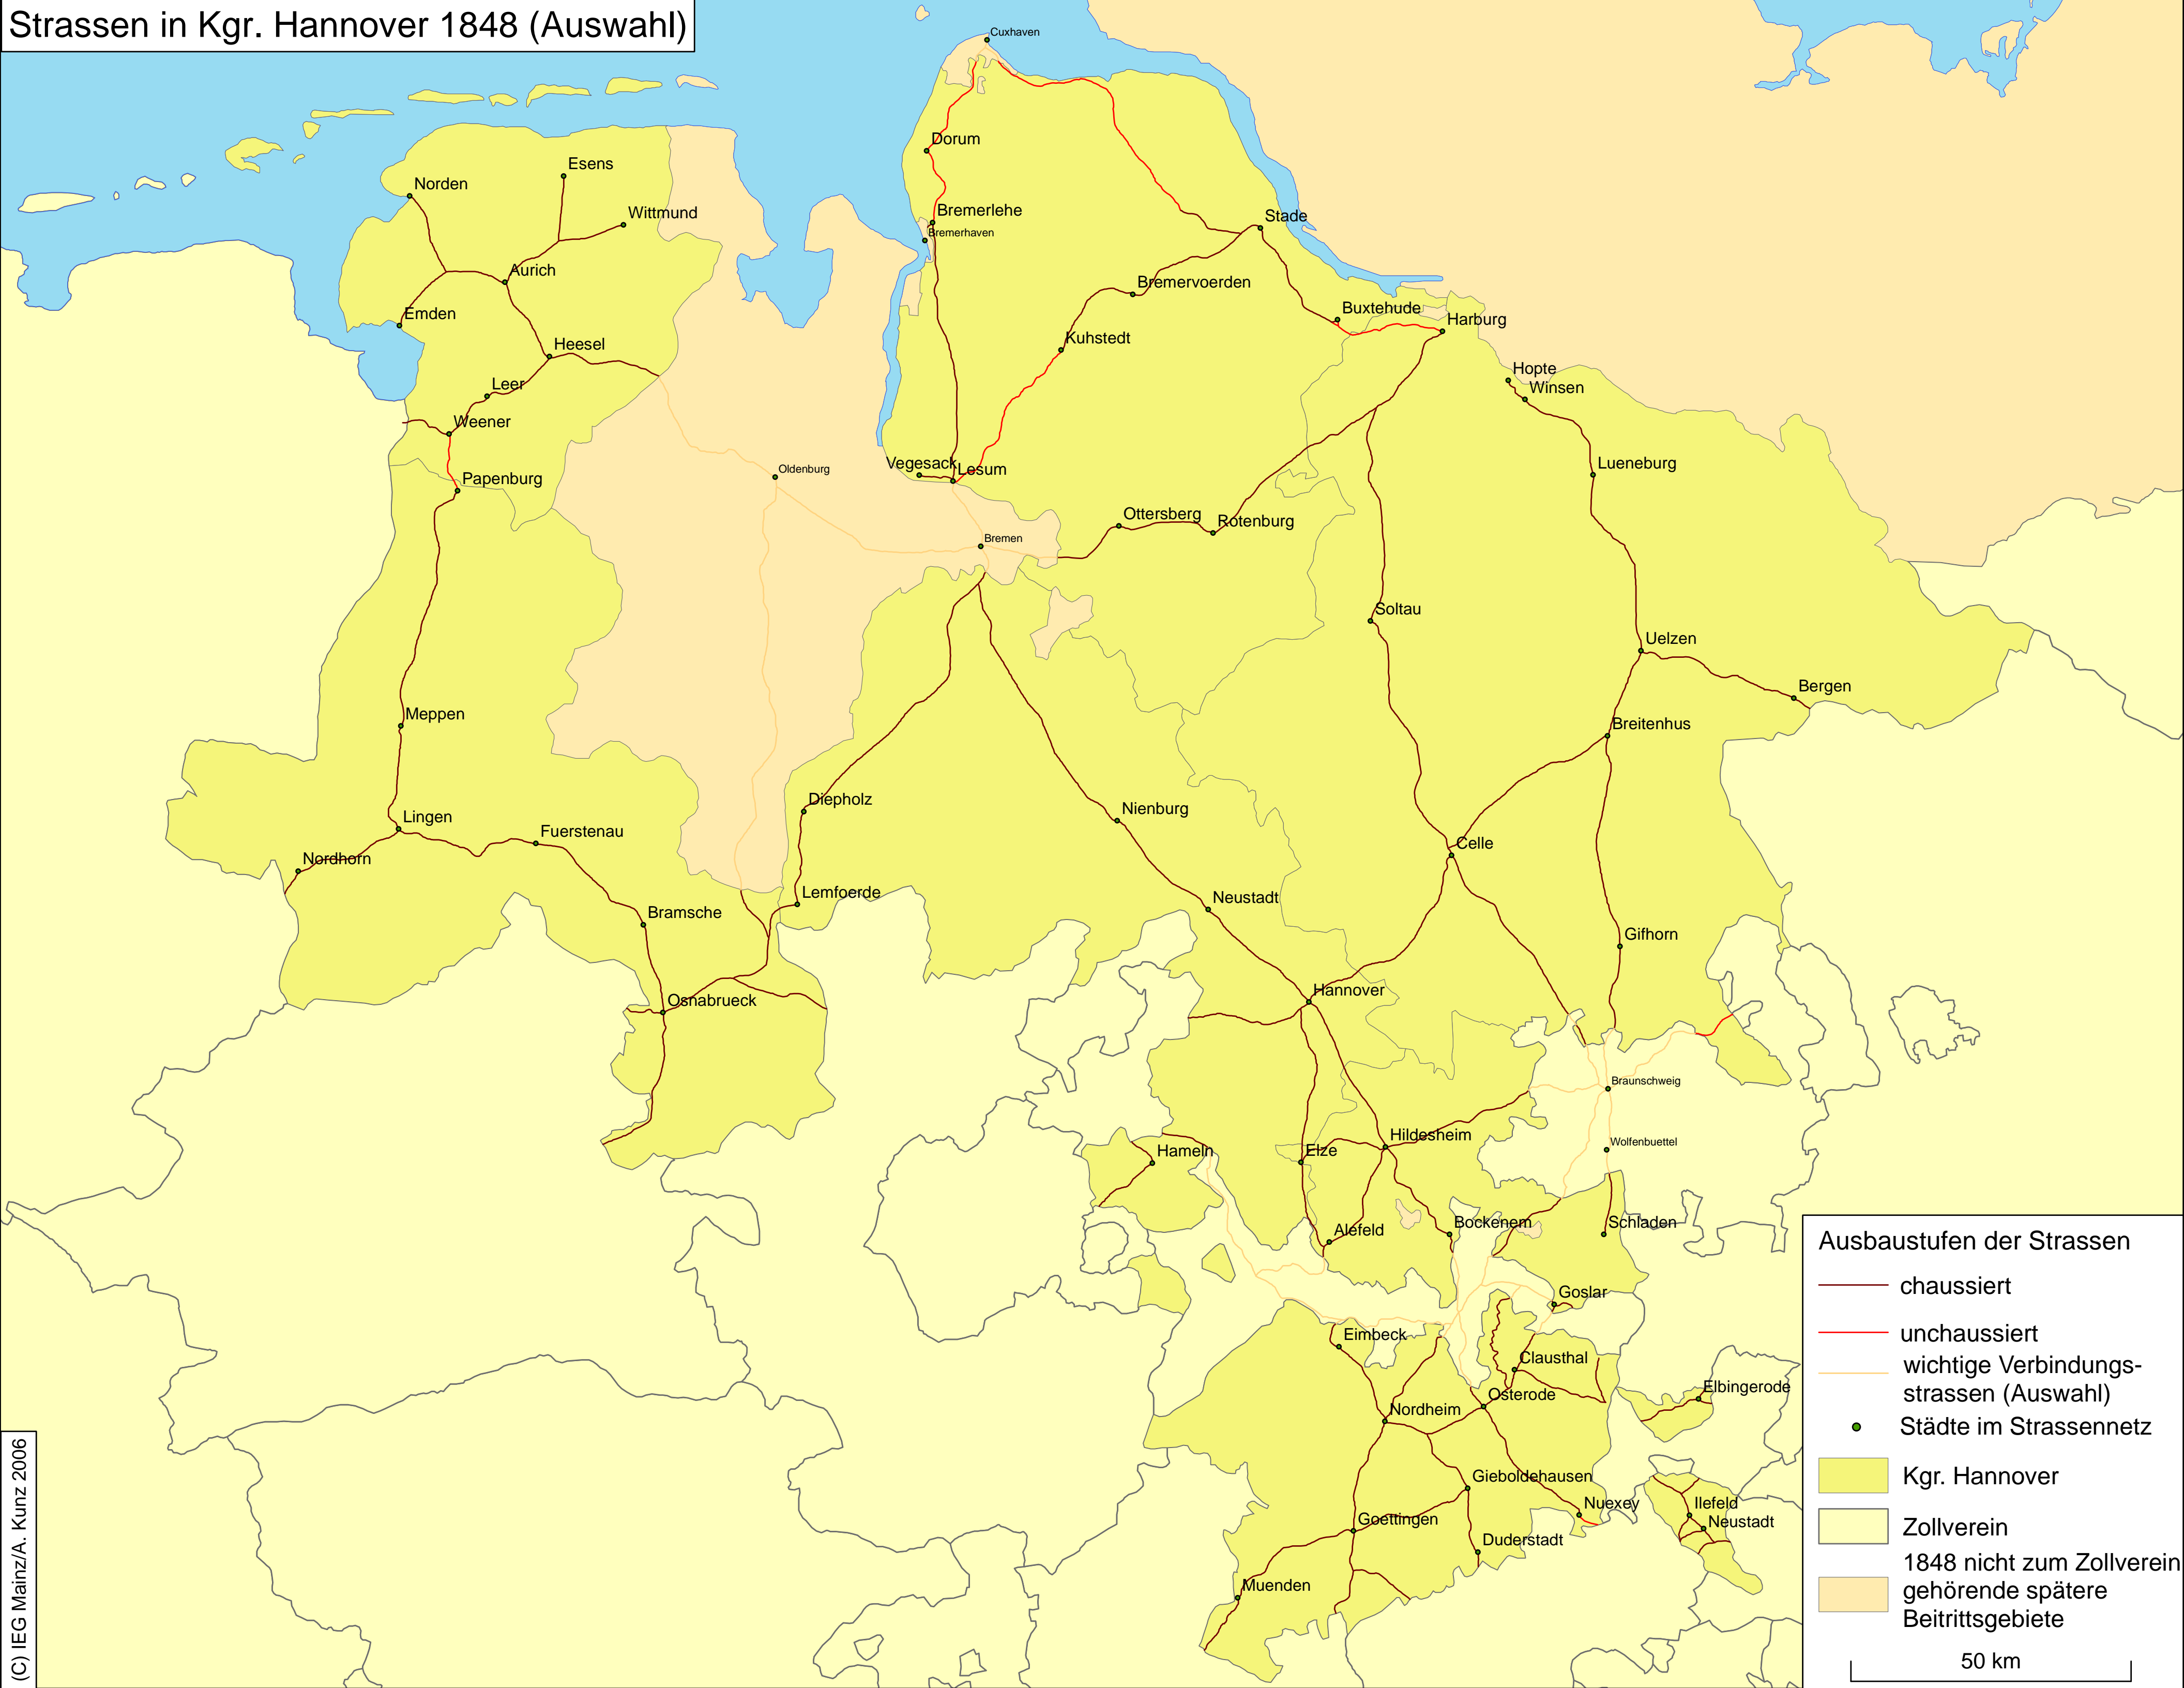 Strassen in Kgr. Hannover 1848 (Auswahl)
Cuxhaven
Dorum
Esens
Norden
Wittmund
Bremerlehe
Bremerhaven
Stade
Aurich
Bremervoerden
Emden
Buxtehude
Harburg
Heesel
Kuhstedt
Hopte
Winsen
Leer
Weener
Vegesack
Lesum
Lueneburg
Oldenburg
Papenburg
Ottersberg
Rotenburg
Bremen
Soltau
Uelzen
Bergen
Meppen
Breitenhus
Diepholz
Nienburg
Lingen
Fuerstenau
Celle
Nordhorn
Lemfoerde
Neustadt
Bramsche
Gifhorn
Hannover
Osnabrueck
Braunschweig
Hildesheim
Wolfenbuettel
Hameln
Elze
Alefeld
Bockenem
Schladen
Goslar
Eimbeck
Clausthal
Elbingerode
Osterode
Nordheim
Gieboldehausen
Nuexey
Ilefeld
Neustadt
Goettingen
Duderstadt
Muenden
Ausbaustufen der Strassen
chaussiert
unchaussiert
wichtige Verbindungs-
strassen (Auswahl)
Städte im Strassennetz
Kgr. Hannover
Zollverein
1848 nicht zum Zollverein
gehörende spätere
Beitrittsgebiete
50 km
(C) IEG Mainz/A. Kunz 2006